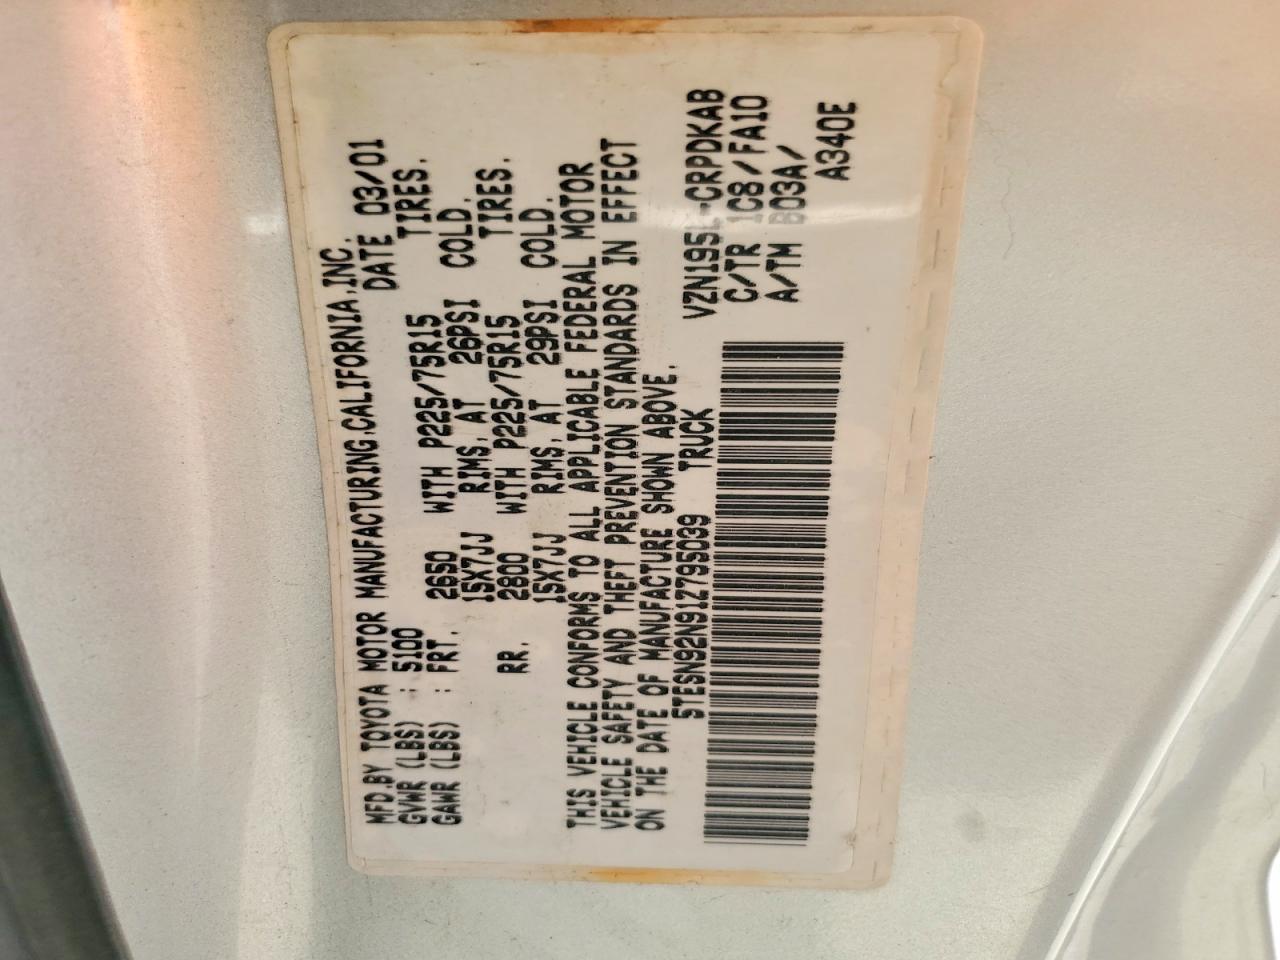 MFD.BY TOYOTA MOTOR MANUFACTURING,CALIFORNIA,INC.
GVWR (LBS) : 5100 DATE 03/01
GAWR (LBS) : FRT. 2650 WITH P225/75R15 TIRES.
15X7JJ RIMS, AT 26PSI COLD.
RR. 2800 WITH P225/75R15 TIRES.
15X7JJ RIMS, AT 29PSI COLD.
THIS VEHICLE CONFORMS TO ALL APPLICABLE FEDERAL MOTOR
VEHICLE SAFETY AND THEFT PREVENTION STANDARDS IN EFFECT
ON THE DATE OF MANUFACTURE SHOWN ABOVE.
5TESN92N91Z795039 TRUCK
VZN195L-CRPDKAB
C/TR 1C8/FA10
A/TM B03A/
A340E